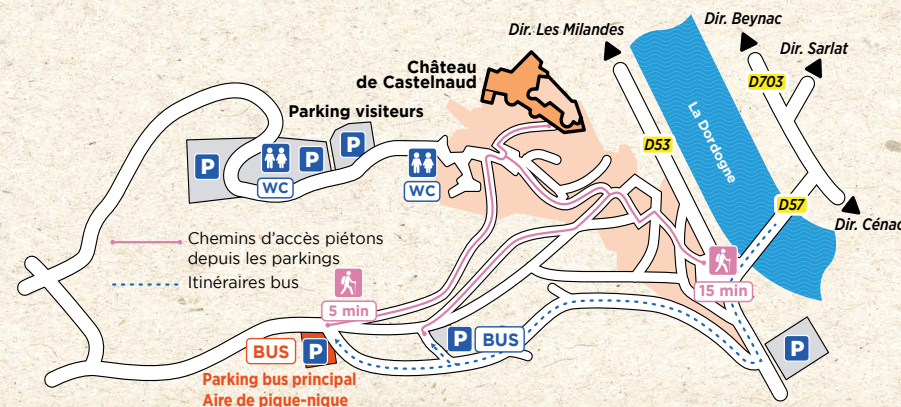 Dir. Les Milandes
Dir. Beynac
Dir. Sarlat
D703
Château
de Castelnaud
Parking visiteurs
P
P
P
WC
WC
D53
La Dordogne
D57
Dir. Cénac
Chemins d'accès piétons
depuis les parkings
Itinéraires bus
5 min
15 min
BUS
P
P
BUS
P
Parking bus principal
Aire de pique-nique